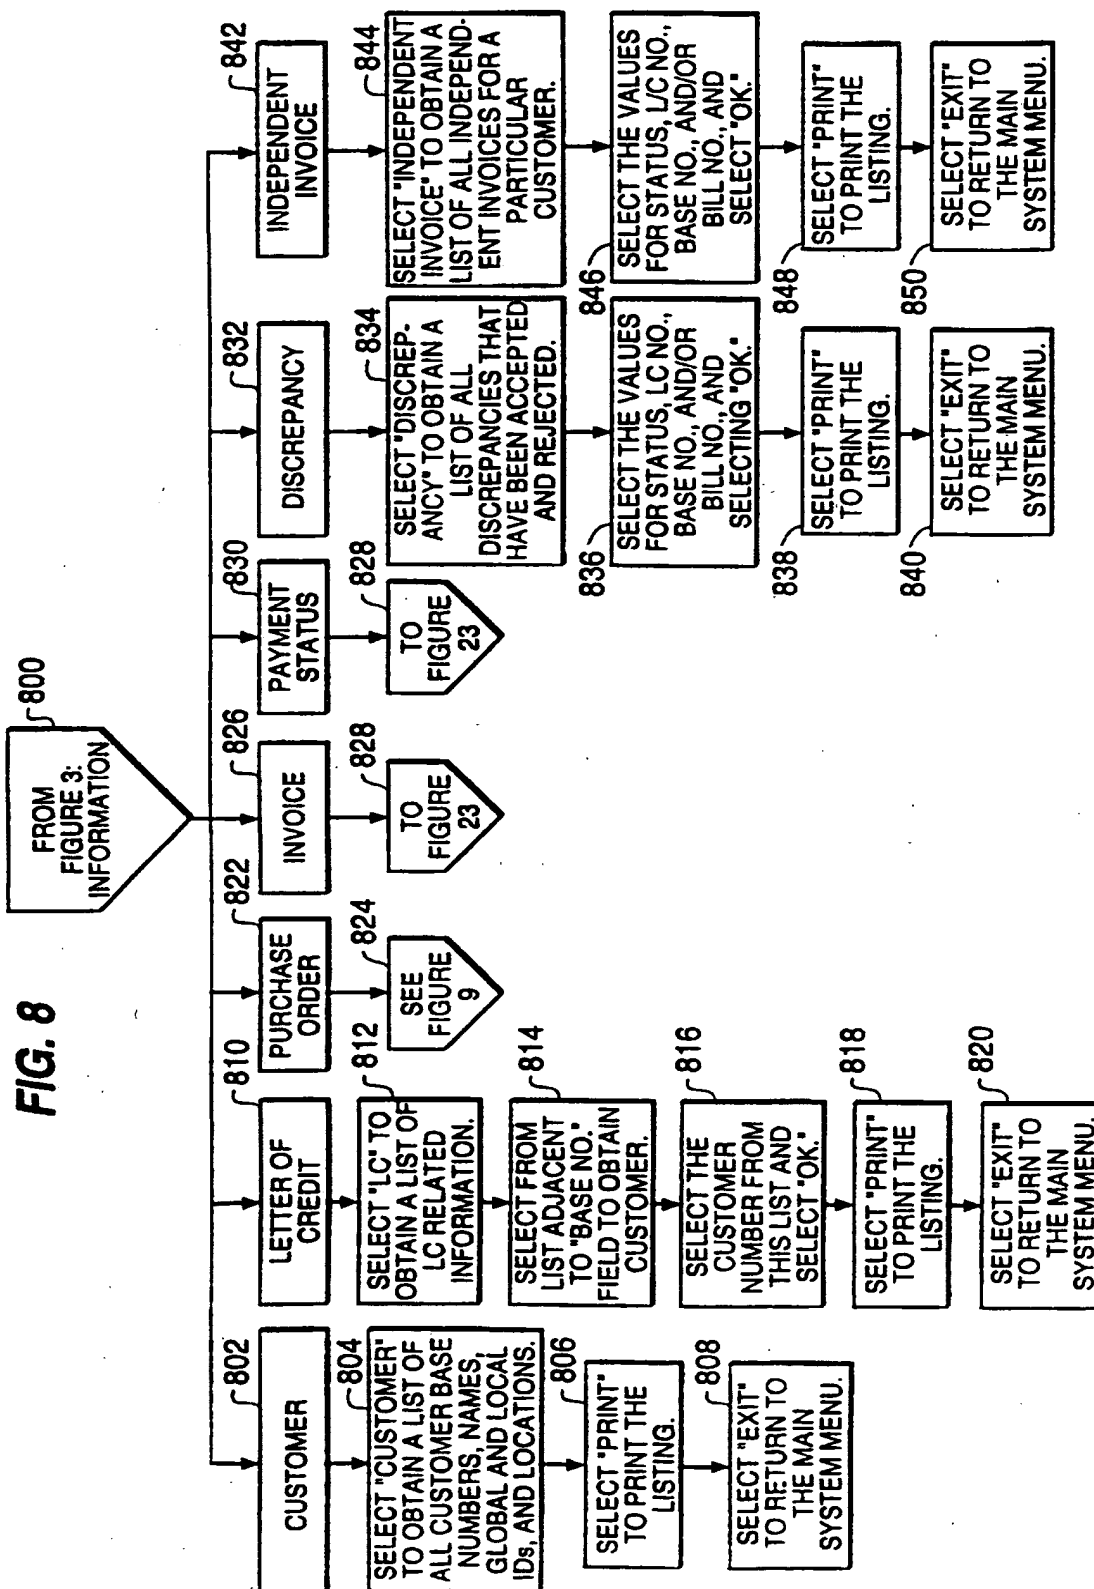 FIG. 8
FROM
FIGURE 3:
INFORMATION
800
802
CUSTOMER
804
SELECT "CUSTOMER"
TO OBTAIN A LIST OF
ALL CUSTOMER BASE
NUMBERS, NAMES,
GLOBAL AND LOCAL
IDs, AND LOCATIONS.
806
SELECT "PRINT"
TO PRINT THE
LISTING.
808
SELECT "EXIT"
TO RETURN TO
THE MAIN
SYSTEM MENU.
810
LETTER OF
CREDIT
812
SELECT "LC" TO
OBTAIN A LIST OF
LC RELATED
INFORMATION.
814
SELECT FROM
LIST ADJACENT
TO "BASE NO."
FIELD TO OBTAIN
CUSTOMER.
816
SELECT THE
CUSTOMER
NUMBER FROM
THIS LIST AND
SELECT "OK."
818
SELECT "PRINT"
TO PRINT THE
LISTING.
820
SELECT "EXIT"
TO RETURN TO
THE MAIN
SYSTEM MENU.
822
PURCHASE
ORDER
824
SEE
FIGURE
9
826
INVOICE
828
TO
FIGURE
23
830
PAYMENT
STATUS
828
TO
FIGURE
23
832
DISCREPANCY
834
SELECT "DISCREP-
ANCY" TO OBTAIN A
LIST OF ALL
DISCREPANCIES THAT
HAVE BEEN ACCEPTED
AND REJECTED.
836
SELECT THE VALUES
FOR STATUS, LC NO.,
BASE NO., AND/OR
BILL NO., AND
SELECTING "OK."
838
SELECT "PRINT"
TO PRINT THE
LISTING.
840
SELECT "EXIT"
TO RETURN TO
THE MAIN
SYSTEM MENU.
842
INDEPENDENT
INVOICE
844
SELECT "INDEPENDENT
INVOICE" TO OBTAIN A
LIST OF ALL INDEPEND-
ENT INVOICES FOR A
PARTICULAR
CUSTOMER.
846
SELECT THE VALUES
FOR STATUS, L/C NO.,
BASE NO., AND/OR
BILL NO., AND
SELECT "OK."
848
SELECT "PRINT"
TO PRINT THE
LISTING.
850
SELECT "EXIT"
TO RETURN TO
THE MAIN
SYSTEM MENU.